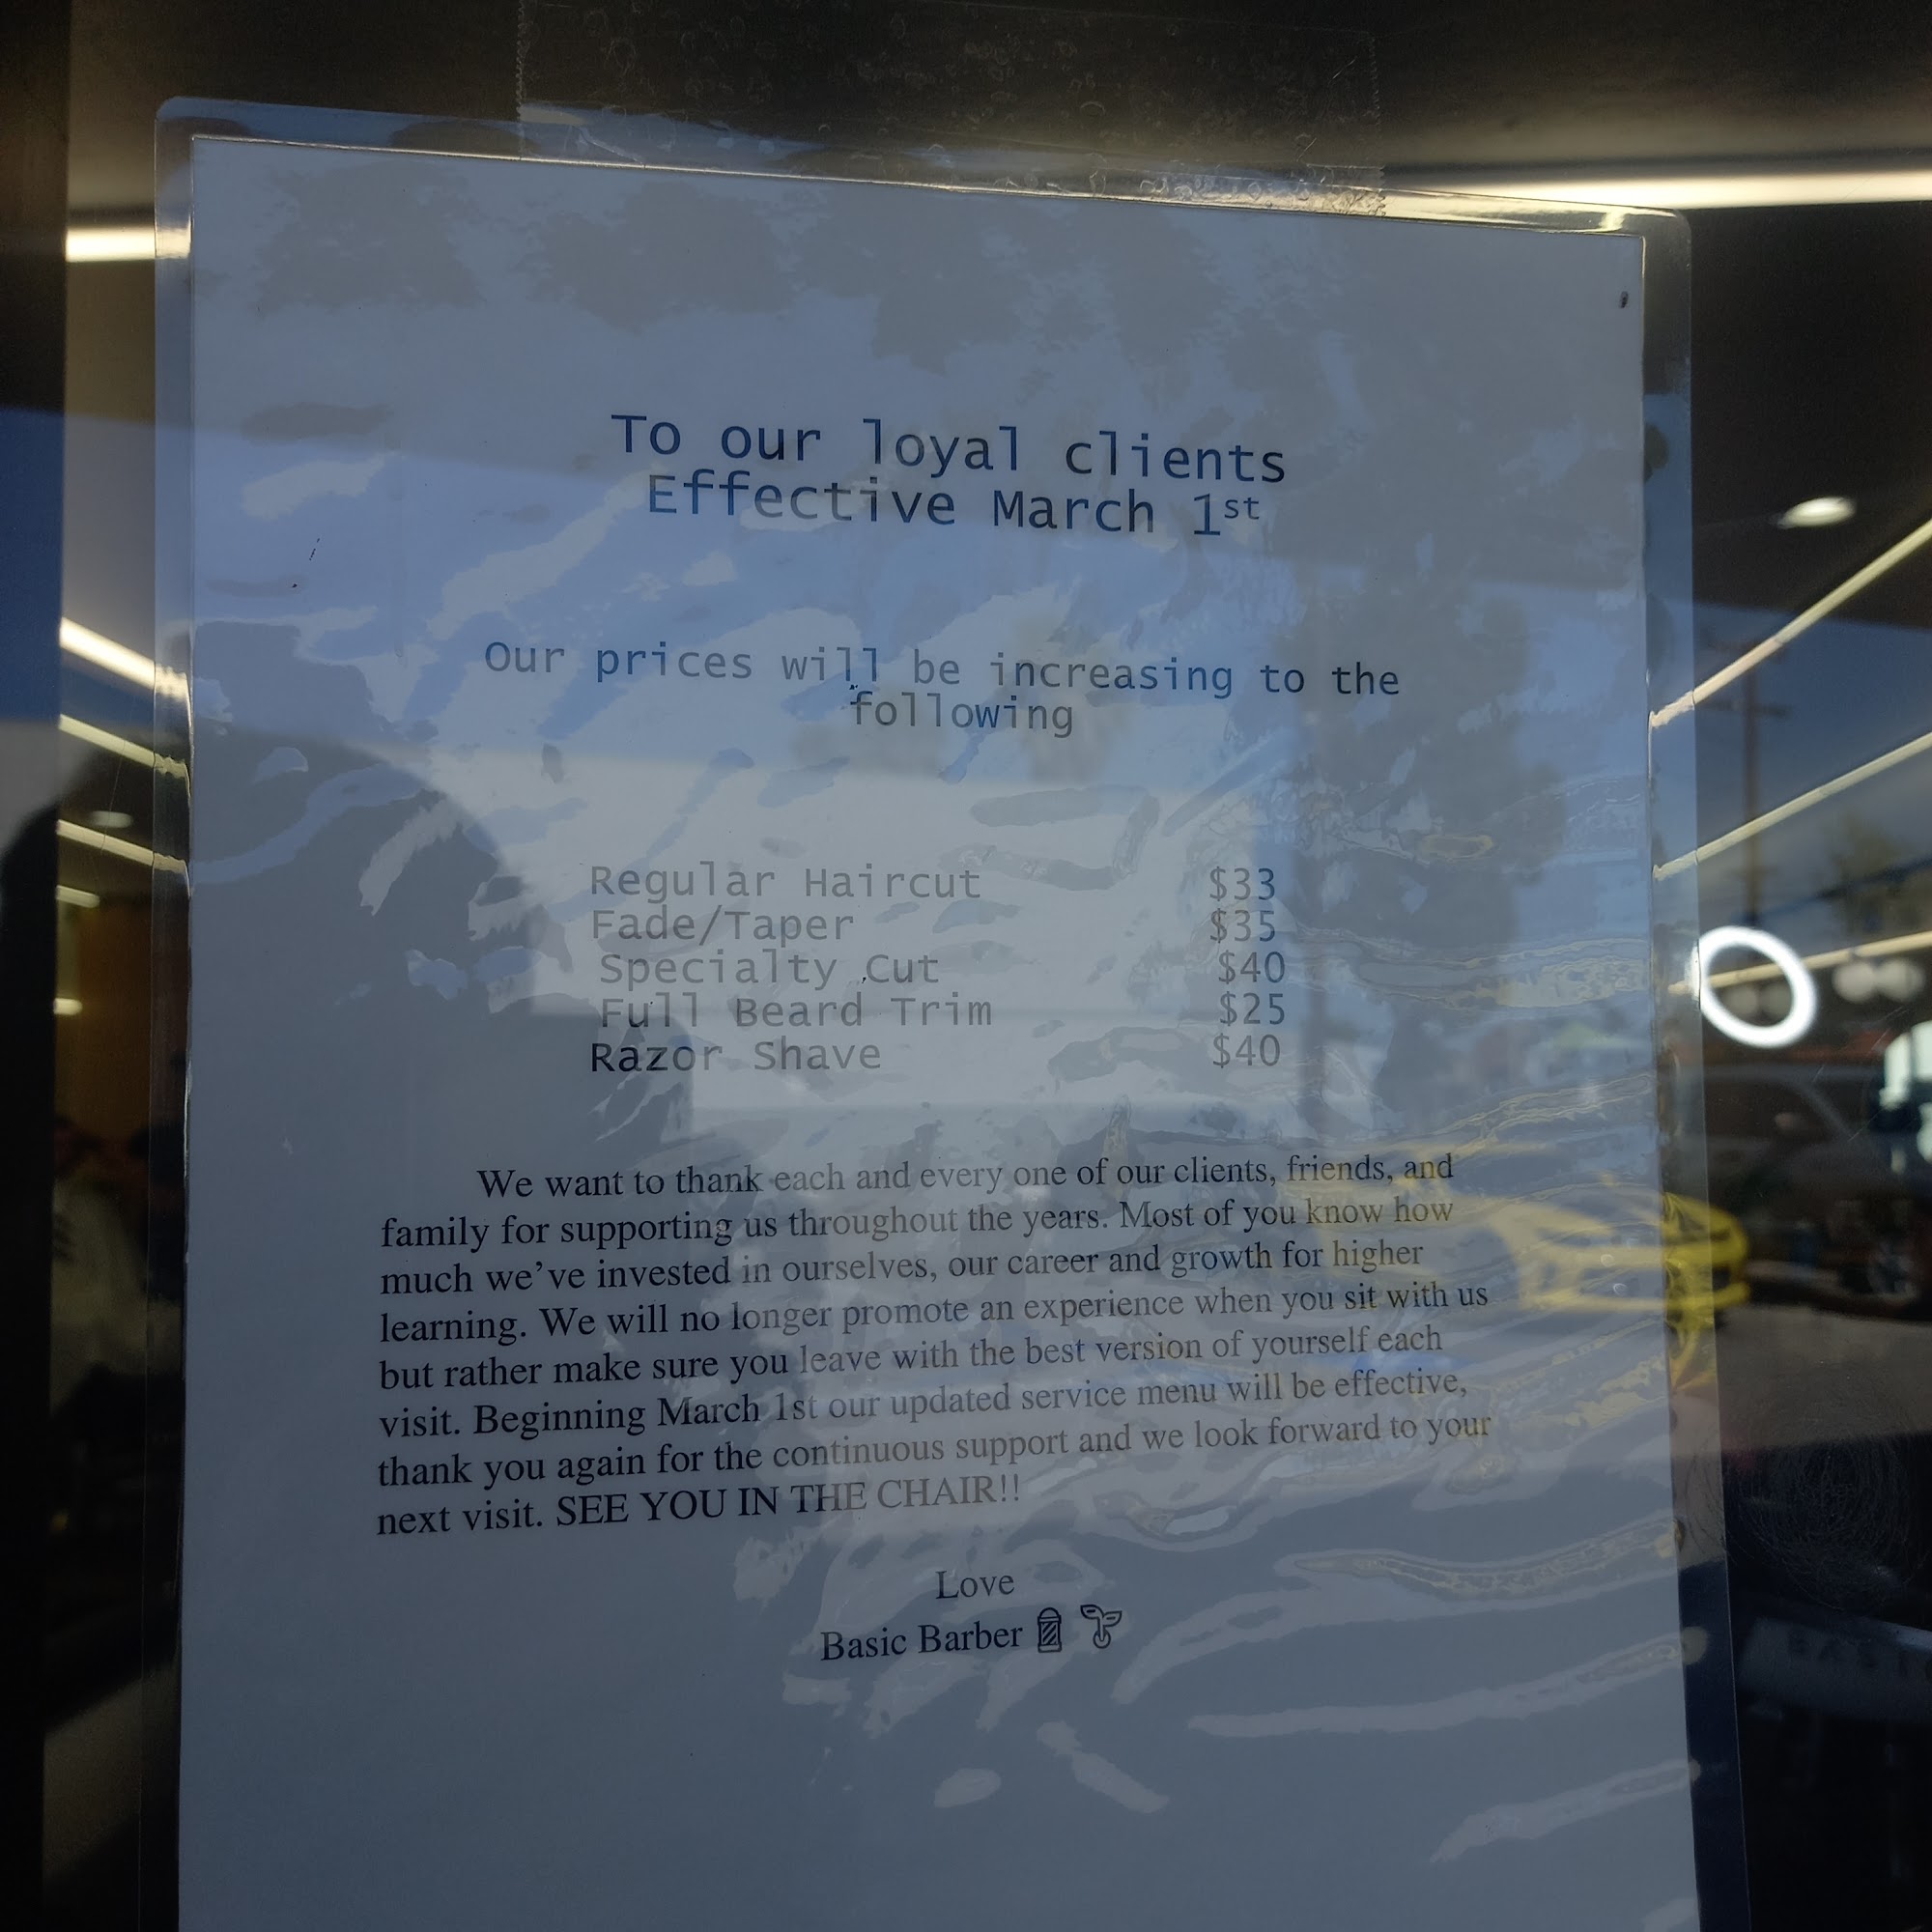 To our loyal clients
Effective March 1st
Our prices will be increasing to the
following
Regular Haircut $33
Fade/Taper $35
Specialty Cut $40
Full Beard Trim $25
Razor Shave $40
We want to thank each and every one of our clients, friends, and
family for supporting us throughout the years. Most of you know how
much we've invested in ourselves, our career and growth for higher
learning. We will no longer promote an experience when you sit with us
but rather make sure you leave with the best version of yourself each
visit. Beginning March 1st our updated service menu will be effective,
thank you again for the continuous support and we look forward to your
next visit. SEE YOU IN THE CHAIR!!
Love
Basic Barber